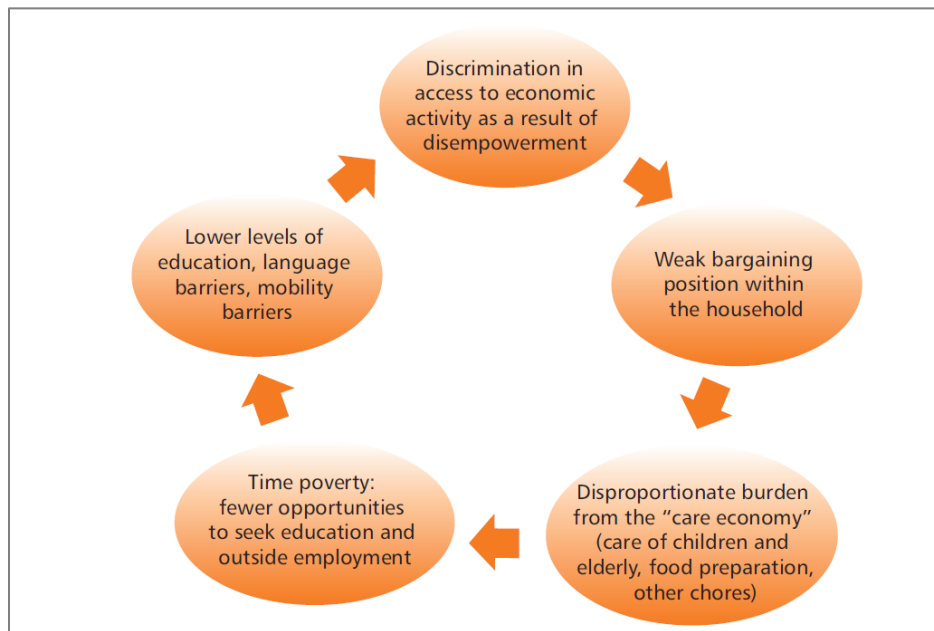 Discrimination in
access to economic
activity as a result of
disempowerment
Weak bargaining
position within
the household
Disproportionate burden
from the “care economy”
(care of children and
elderly, food preparation,
other chores)
Time poverty:
fewer opportunities
to seek education and
outside employment
Lower levels of
education, language
barriers, mobility
barriers